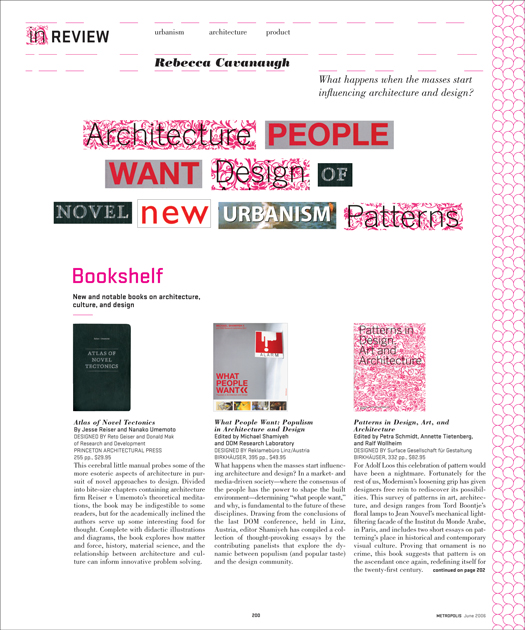 in REVIEW
urbanism architecture product
Rebecca Cavanaugh
What happens when the masses start
influencing architecture and design?
Architecture PEOPLE
WANT Design OF
NOVEL new URBANISM Patterns
Bookshelf
New and notable books on architecture,
culture, and design
ATLAS OF
NOVEL
TECTONICS
WHAT
PEOPLE
WANT
Patterns in
Design,
Art and
Architecture
Atlas of Novel Tectonics
By Jesse Reiser and Nanako Umemoto
DESIGNED BY Reto Geiser and Donald Mak
of Research and Development
PRINCETON ARCHITECTURAL PRESS
255 pp., $29.95
This cerebral little manual probes some of the
more esoteric aspects of architecture in pur-
suit of novel approaches to design. Divided
into bite-size chapters containing architecture
firm Reiser + Umemoto's theoretical medita-
tions, the book may be indigestible to some
readers, but for the academically inclined the
authors serve up some interesting food for
thought. Complete with didactic illustrations
and diagrams, the book explores how matter
and force, history, material science, and the
relationship between architecture and cul-
ture can inform innovative problem solving.
What People Want: Populism
in Architecture and Design
Edited by Michael Shamiyeh
and DOM Research Laboratory
DESIGNED BY Reklamebüro Linz/Austria
BIRKHÄUSER, 395 pp., $49.95
What happens when the masses start influenc-
ing architecture and design? In a market- and
media-driven society—where the consensus of
the people has the power to shape the built
environment—determining "what people want,"
and why, is fundamental to the future of these
disciplines. Drawing from the conclusions of
the last DOM conference, held in Linz,
Austria, editor Shamiyeh has compiled a col-
lection of thought-provoking essays by the
contributing panelists that explore the dy-
namic between populism (and popular taste)
and the design community.
Patterns in Design, Art, and
Architecture
Edited by Petra Schmidt, Annette Tietenberg,
and Ralf Wollheim
DESIGNED BY Surface Gesellschaft für Gestaltung
BIRKHÄUSER, 332 pp., $82.95
For Adolf Loos this celebration of pattern would
have been a nightmare. Fortunately for the
rest of us, Modernism's loosening grip has given
designers free rein to rediscover its possibil-
ities. This survey of patterns in art, architec-
ture, and design ranges from Tord Boontje's
floral lamps to Jean Nouvel's mechanical light-
filtering facade of the Institut du Monde Arabe,
in Paris, and includes two short essays on pat-
terning's place in historical and contemporary
visual culture. Proving that ornament is no
crime, this book suggests that pattern is on
the ascendant once again, redefining itself for
the twenty-first century. continued on page 202
200
METROPOLIS June 2006